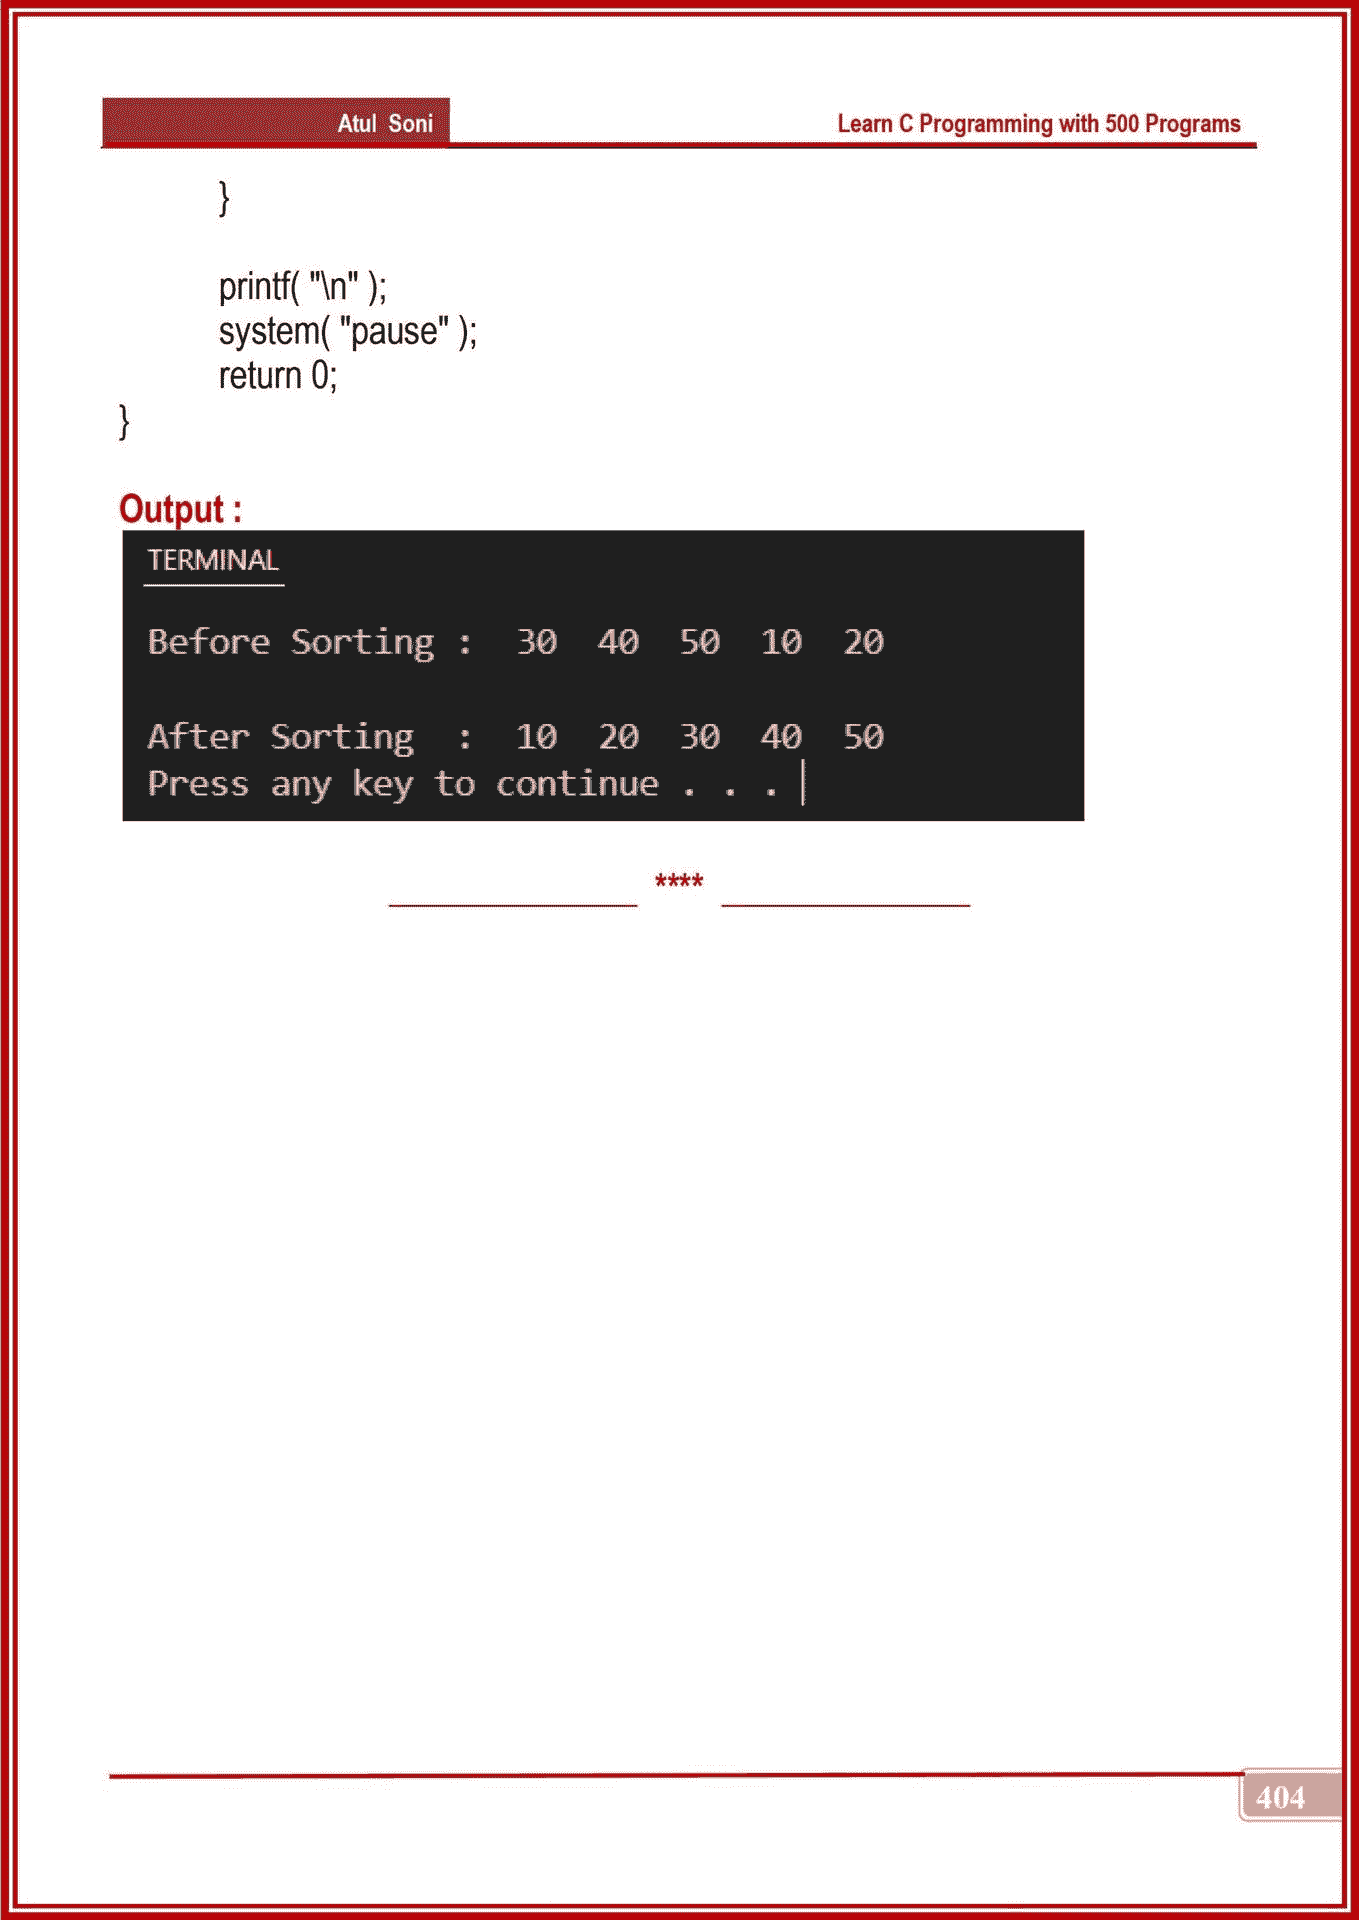 Atul Soni
Learn C Programming with 500 Programs
}
printf( "\n" );
system( "pause" );
return 0;
}
Output :
TERMINAL
Before Sorting :  30  40  50  10  20
After Sorting  :  10  20  30  40  50
Press any key to continue . . .
****
404